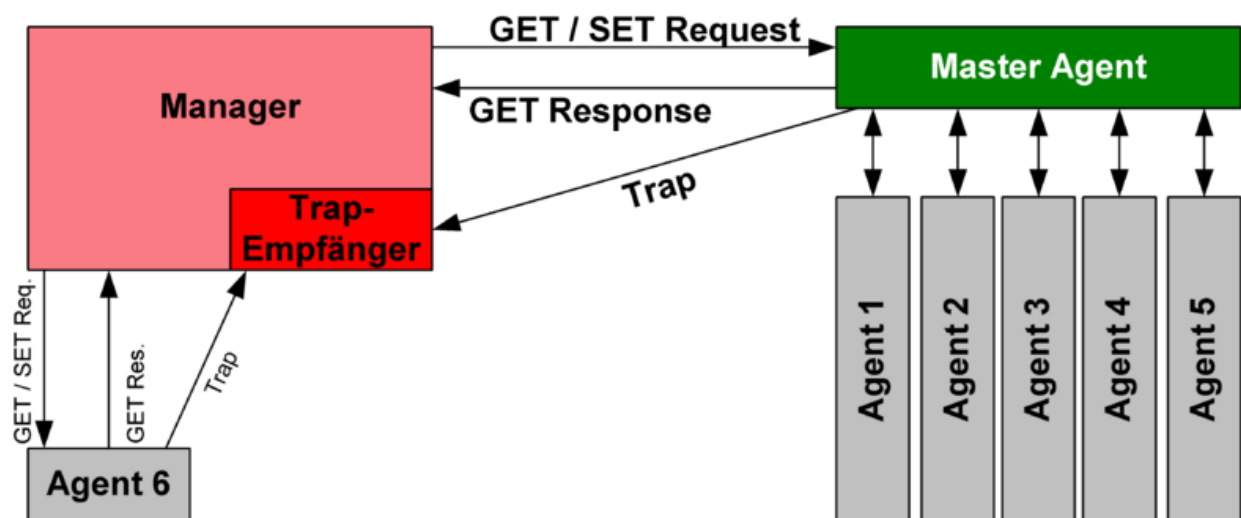 GET / SET Request
Master Agent
Manager
GET Response
Trap
Trap-
Empfänger
GET / SET Req.
GET Res.
Trap
Agent 1
Agent 2
Agent 3
Agent 4
Agent 5
Agent 6